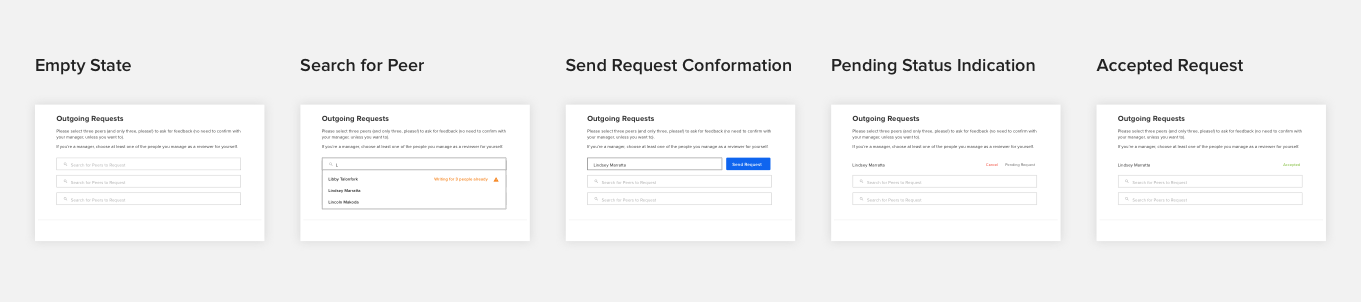 Empty State
Outgoing Requests
Please select three peers (and only three, please!) to ask for feedback (no need to confirm with
your manager, unless you want to).
If you're a manager, choose at least one of the people you manage as a reviewer for yourself.
Search for Peers to Request
Search for Peers to Request
Search for Peers to Request
Search for Peer
Outgoing Requests
Please select three peers (and only three, please!) to ask for feedback (no need to confirm with
your manager, unless you want to).
If you're a manager, choose at least one of the people you manage as a reviewer for yourself.
L
Libby Tanofark Writing for 5 people already
Lindsey Maratta
Lincoln Makoda
Send Request Conformation
Outgoing Requests
Please select three peers (and only three, please!) to ask for feedback (no need to confirm with
your manager, unless you want to).
If you're a manager, choose at least one of the people you manage as a reviewer for yourself.
Lindsey Maratta Send Request
Search for Peers to Request
Search for Peers to Request
Pending Status Indication
Outgoing Requests
Please select three peers (and only three, please!) to ask for feedback (no need to confirm with
your manager, unless you want to).
If you're a manager, choose at least one of the people you manage as a reviewer for yourself.
Lindsey Maratta Cancel Pending Request
Search for Peers to Request
Search for Peers to Request
Accepted Request
Outgoing Requests
Please select three peers (and only three, please!) to ask for feedback (no need to confirm with
your manager, unless you want to).
If you're a manager, choose at least one of the people you manage as a reviewer for yourself.
Lindsey Maratta Accepted
Search for Peers to Request
Search for Peers to Request